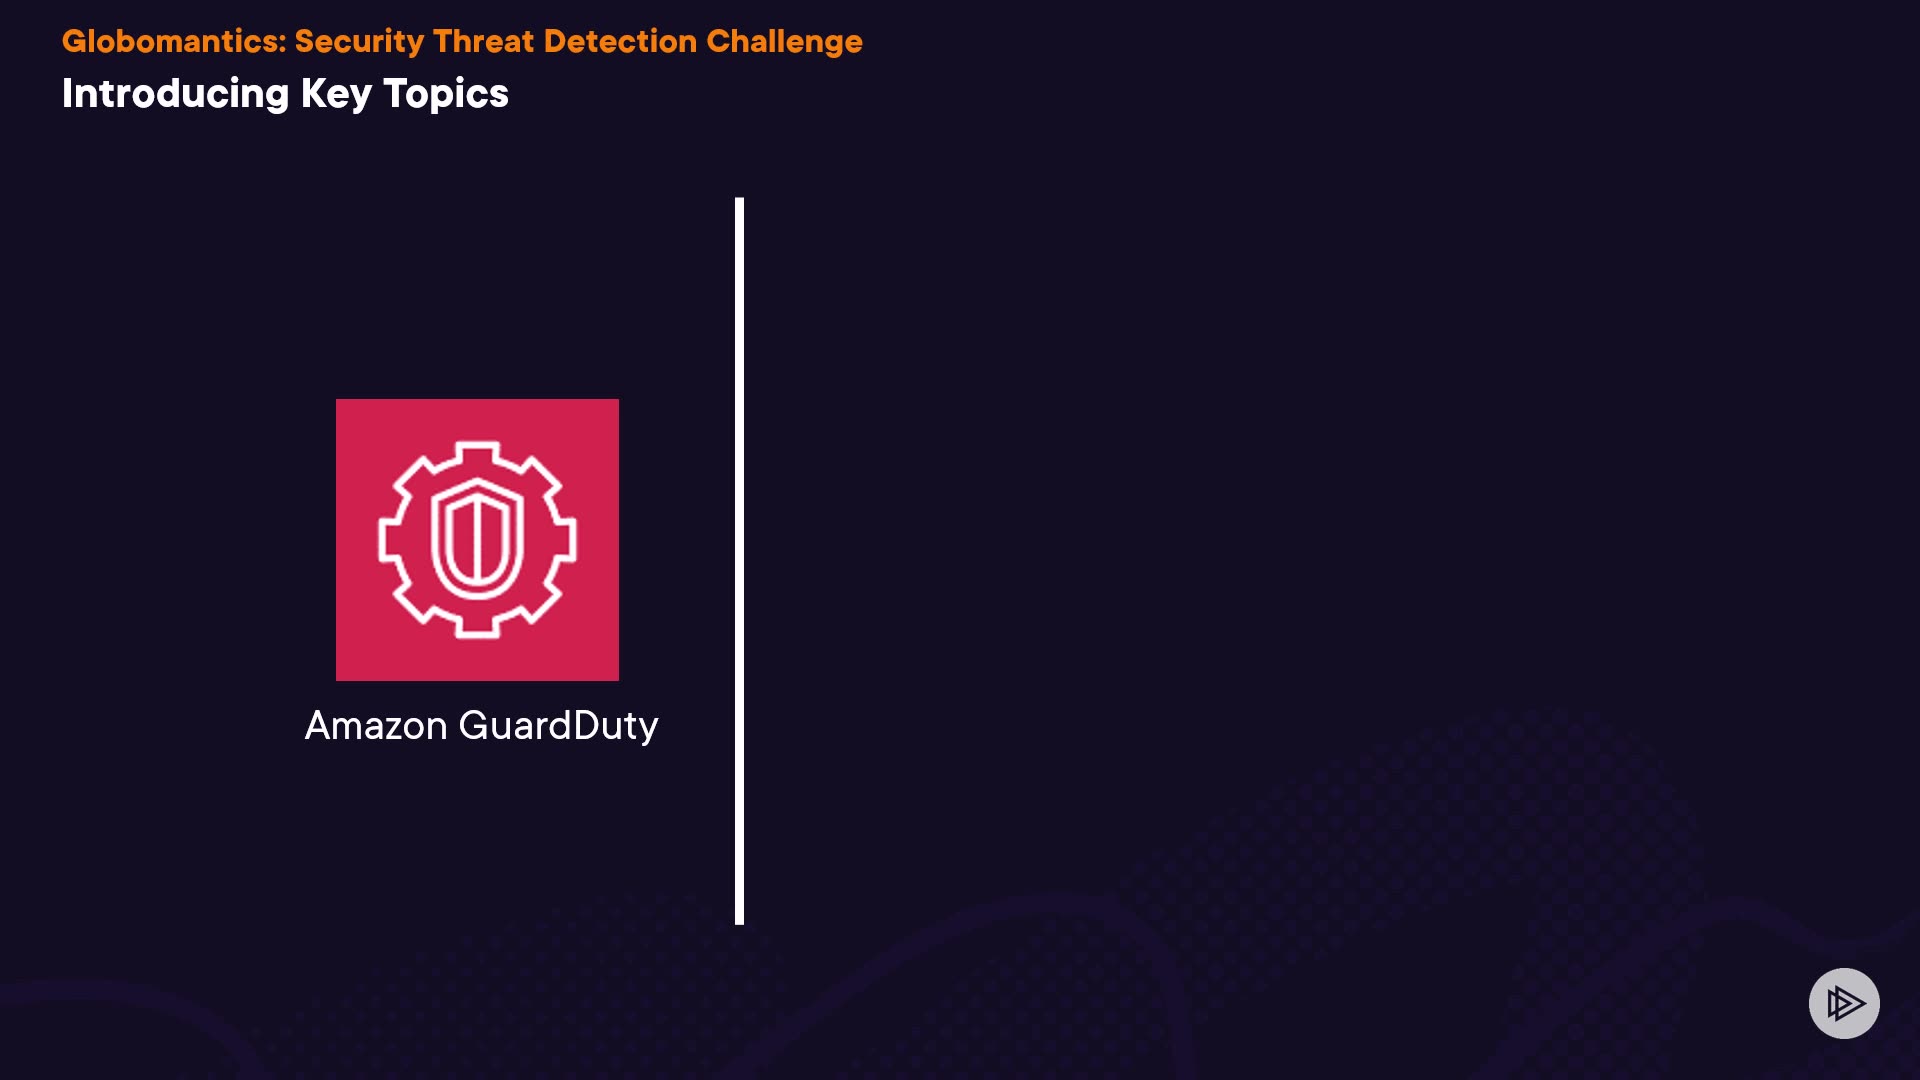 Globomantics: Security Threat Detection Challenge
Introducing Key Topics
Amazon GuardDuty